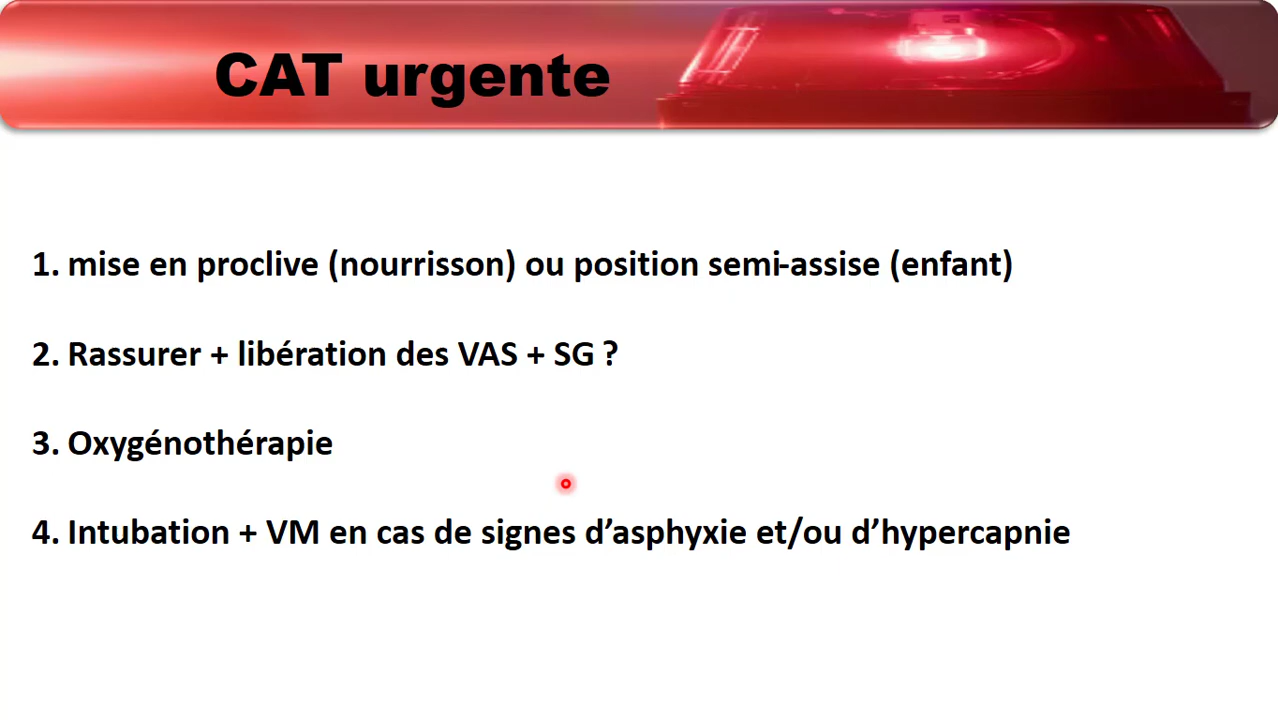 CAT urgente
1. mise en proclive (nourrisson) ou position semi-assise (enfant)
2. Rassurer + libération des VAS + SG ?
3. Oxygénothérapie
4. Intubation + VM en cas de signes d’asphyxie et/ou d’hypercapnie